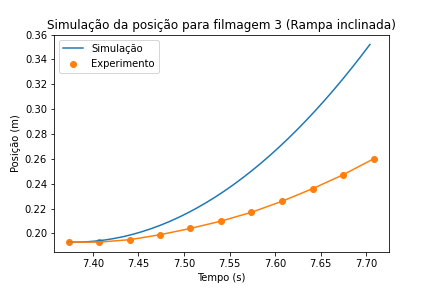 Simulação da posição para filmagem 3 (Rampa inclinada)
0.36
Simulação
Experimento
0.34
0.32
0.30
0.28
0.26
0.24
0.22
0.20
Posição (m)
7.40 7.45 7.50 7.55 7.60 7.65 7.70
Tempo (s)